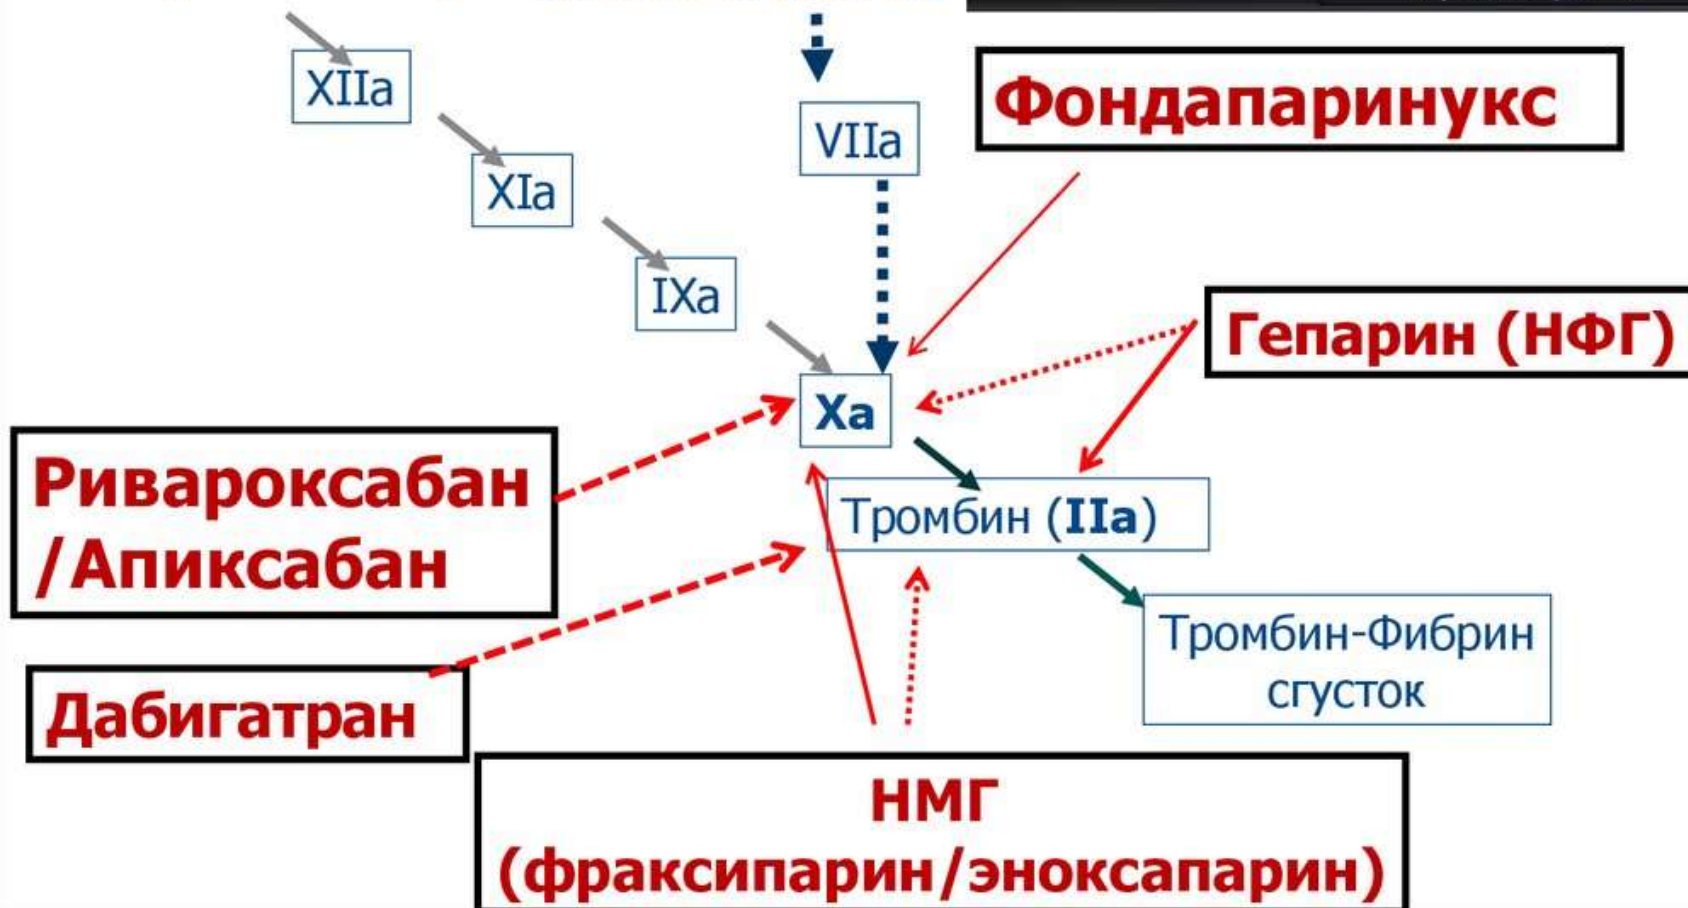 XIIa
VIIa
Фондапаринукс
XIa
IXa
Гепарин (НФГ)
Xa
Ривароксабан
/Апиксабан
Тромбин (IIa)
Тромбин-Фибрин
сгусток
Дабигатран
НМГ
(фраксипарин/эноксапарин)